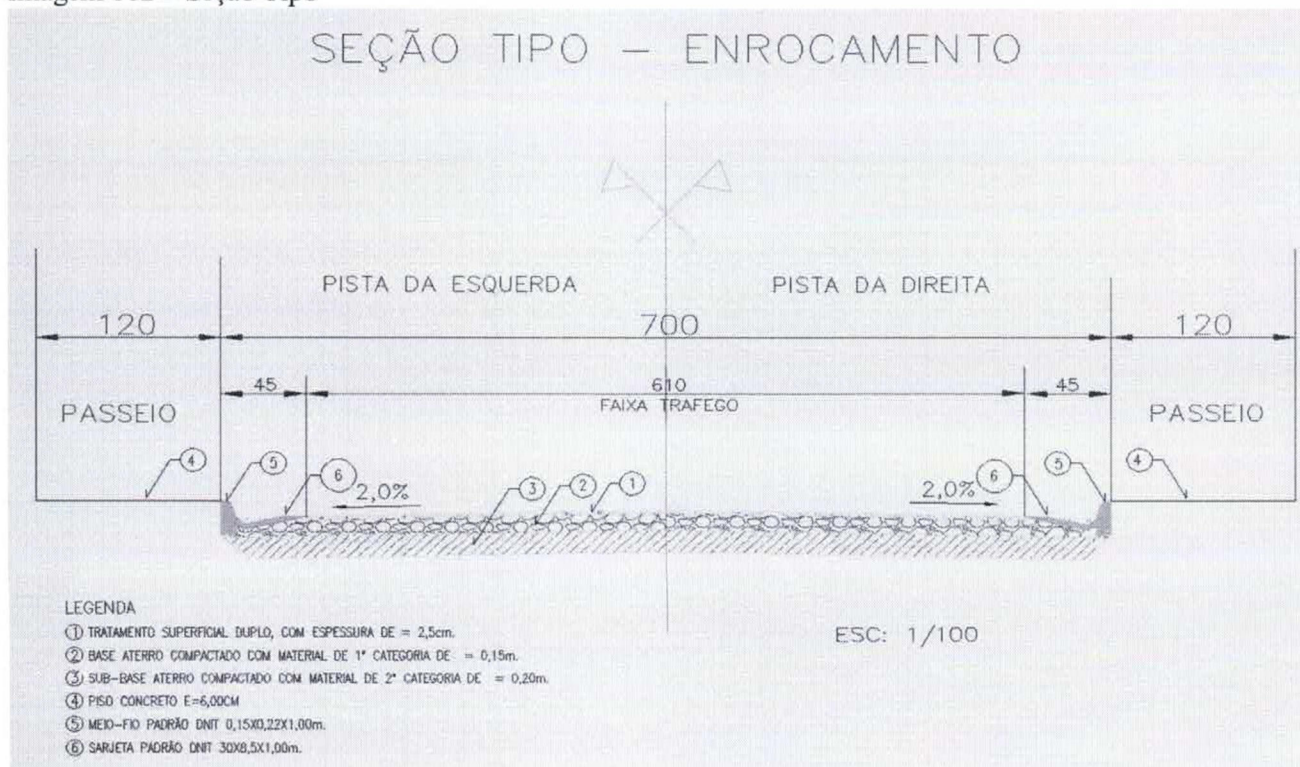 SEÇÃO TIPO – ENROCAMENTO
PISTA DA ESQUERDA PISTA DA DIREITA
120 700 120
45 610 45
FAIXA TRAFEGO
PASSEIO PASSEIO
4 5 6 2,0% 3 2 1 2,0% 6 5 4
LEGENDA
1 TRATAMENTO SUPERFICIAL DUPLO, COM ESPESSURA DE = 2,5cm.
2 BASE ATERRO COMPACTADO COM MATERIAL DE 1ª CATEGORIA DE = 0,15m.
3 SUB-BASE ATERRO COMPACTADO COM MATERIAL DE 2ª CATEGORIA DE = 0,20m.
4 PISO CONCRETO E=6,00CM
5 MEIO-FIO PADRÃO DNIT 0,15X0,22X1,00m.
6 SARJETA PADRÃO DNIT 30X8,5X1,00m.
ESC: 1/100